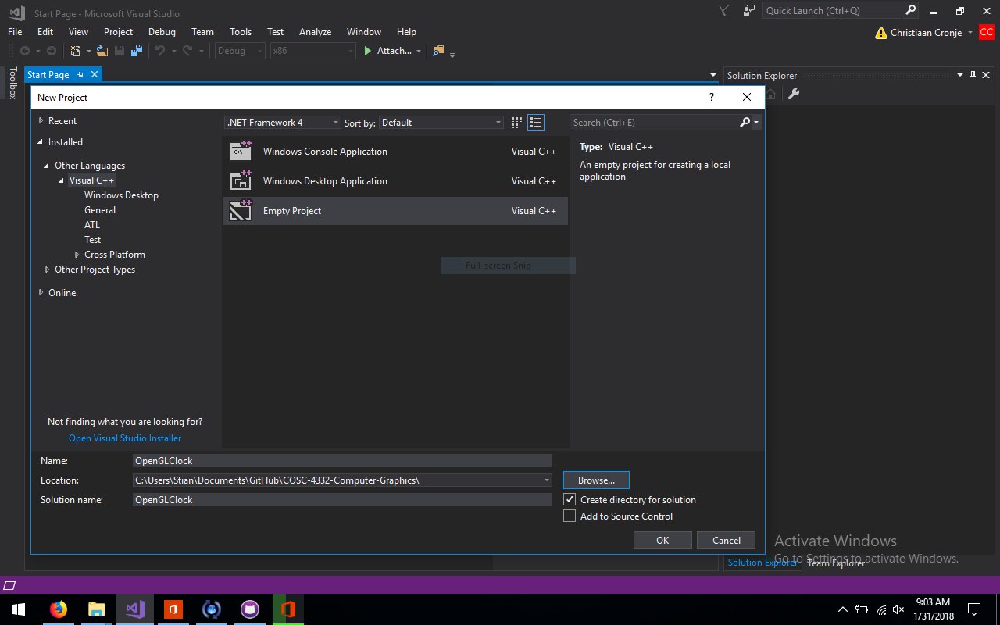 Start Page - Microsoft Visual Studio
Quick Launch (Ctrl+Q)
File Edit View Project Debug Team Tools Test Analyze Window Help
Christiaan Cronje CC
Debug x86 Attach...
Toolbox
Start Page
Solution Explorer
New Project
?
Recent
.NET Framework 4 Sort by: Default
Search (Ctrl+E)
Installed
Other Languages
Visual C++
Windows Desktop
General
ATL
Test
Cross Platform
Other Project Types
Online
Windows Console Application Visual C++
Windows Desktop Application Visual C++
Empty Project Visual C++
Type: Visual C++
An empty project for creating a local
application
Full-screen Snip
Not finding what you are looking for?
Open Visual Studio Installer
Name: OpenGLClock
Location: C:\Users\Stian\Documents\GitHub\COSC-4332-Computer-Graphics\ Browse...
Solution name: OpenGLClock
Create directory for solution
Add to Source Control
OK Cancel
Activate Windows
Go to Settings to activate Windows.
Solution Explorer Team Explorer
9:03 AM
1/31/2018